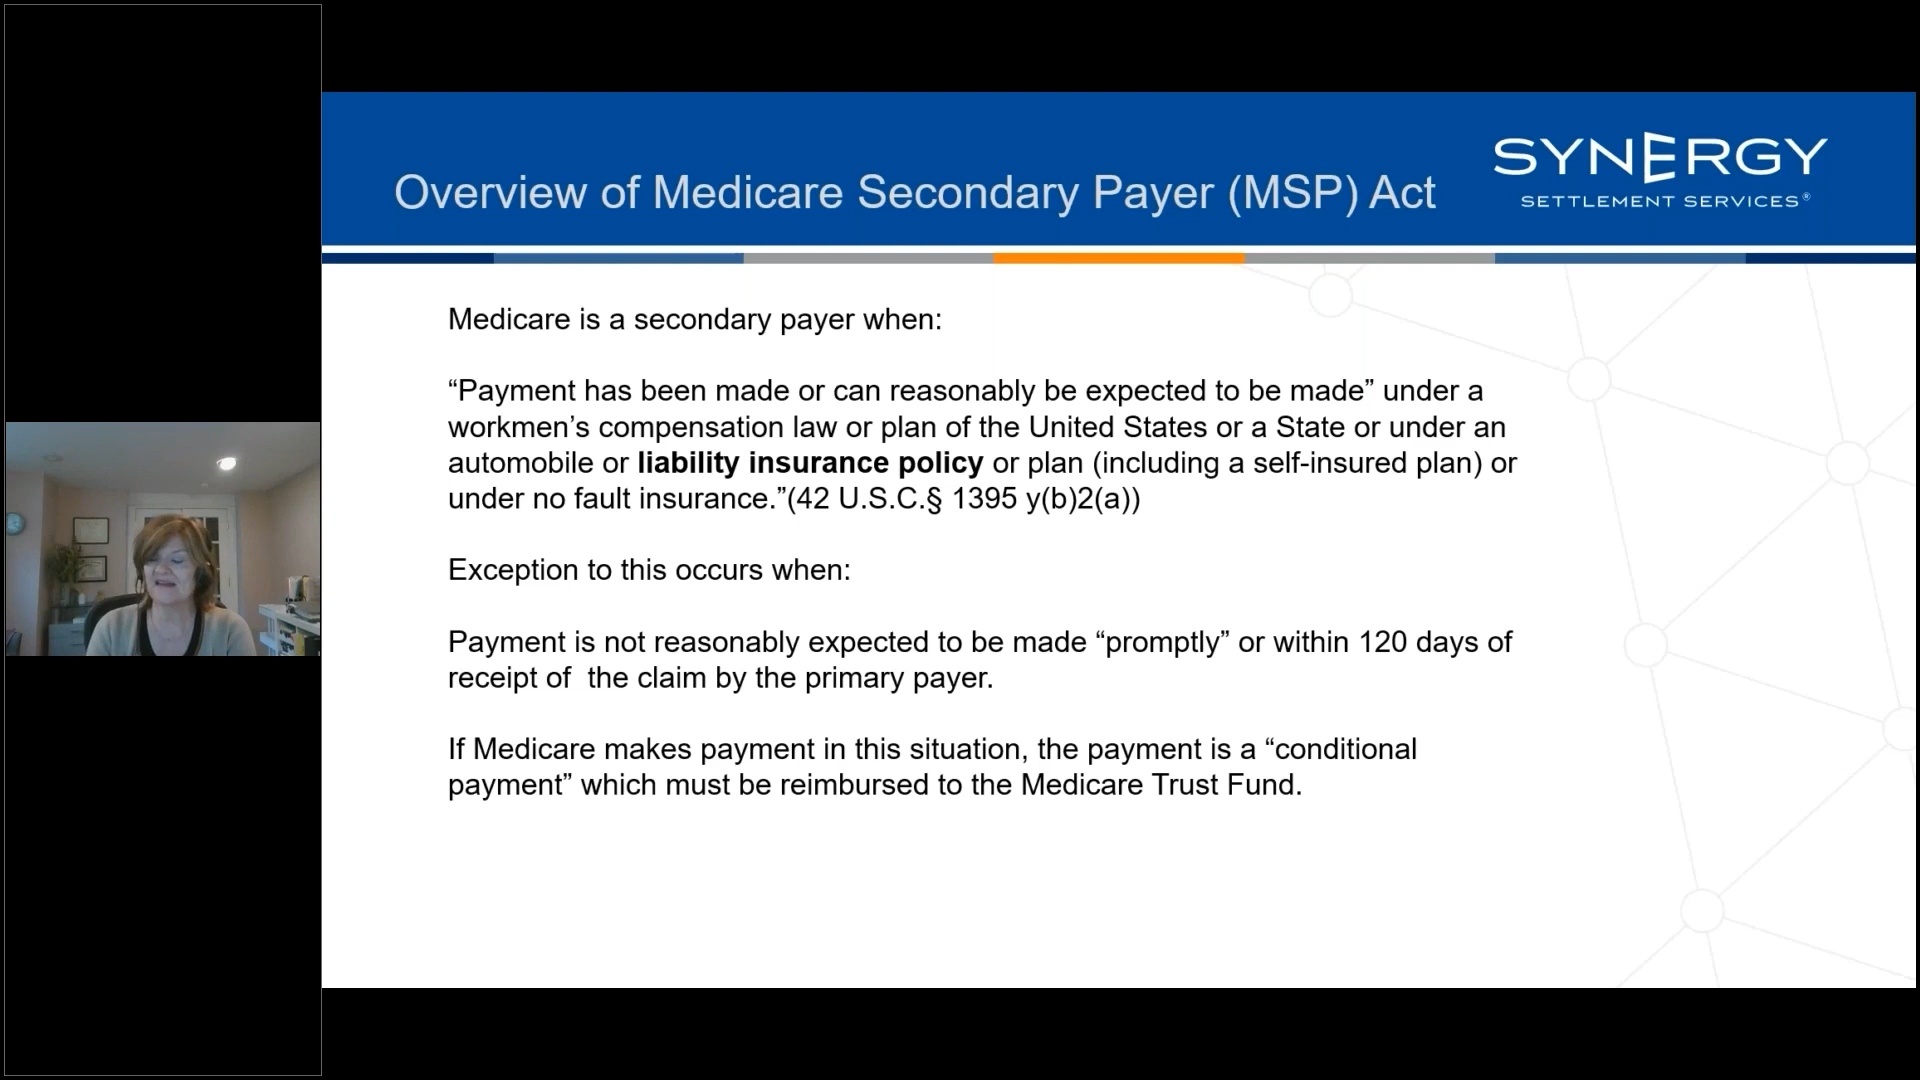 Overview of Medicare Secondary Payer (MSP) Act
SYNERGY
SETTLEMENT SERVICES®
Medicare is a secondary payer when:
“Payment has been made or can reasonably be expected to be made” under a
workmen’s compensation law or plan of the United States or a State or under an
automobile or liability insurance policy or plan (including a self-insured plan) or
under no fault insurance.”(42 U.S.C.§ 1395 y(b)2(a))
Exception to this occurs when:
Payment is not reasonably expected to be made “promptly” or within 120 days of
receipt of  the claim by the primary payer.
If Medicare makes payment in this situation, the payment is a “conditional
payment” which must be reimbursed to the Medicare Trust Fund.